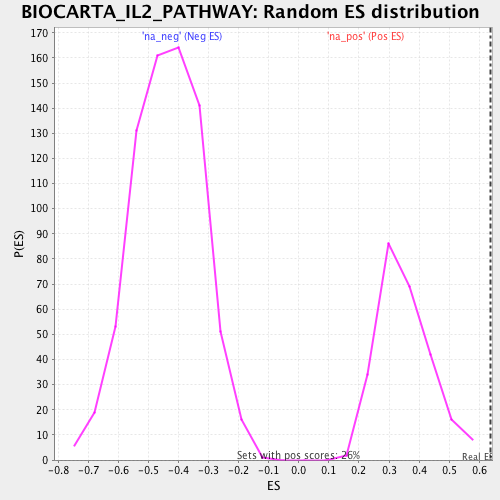 BIOCARTA_IL2_PATHWAY: Random ES distribution
'na_neg' (Neg ES)
'na_pos' (Pos ES)
170
160
150
140
130
120
110
100
90
80
70
60
50
40
30
20
10
0
P(ES)
Sets with pos scores: 26%
Real ES
-0.8 -0.7 -0.6 -0.5 -0.4 -0.3 -0.2 -0.1 0.0 0.1 0.2 0.3 0.4 0.5 0.6
ES